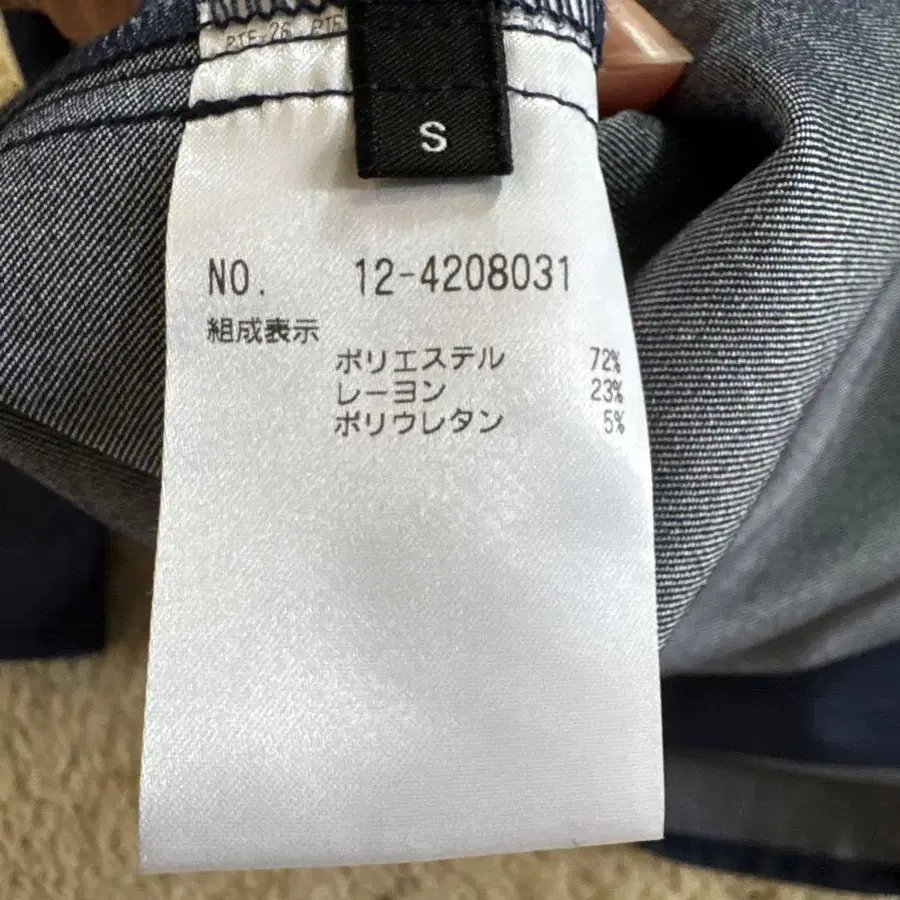 S
NO. 12-4208031
組成表示
ポリエステル 72%
レーヨン 23%
ポリウレタン 5%